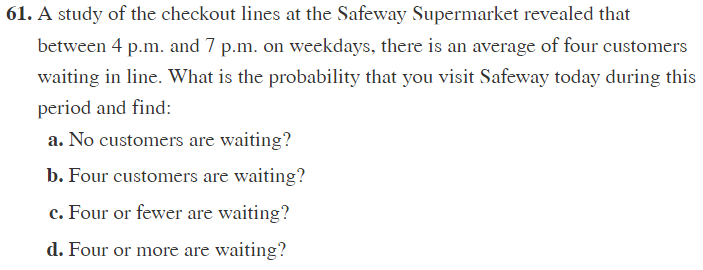 61. A study of the checkout lines at the Safeway Supermarket revealed that
between 4 p.m. and 7 p.m. on weekdays, there is an average of four customers
waiting in line. What is the probability that you visit Safeway today during this
period and find:
a. No customers are waiting?
b. Four customers are waiting?
c. Four or fewer are waiting?
d. Four or more are waiting?